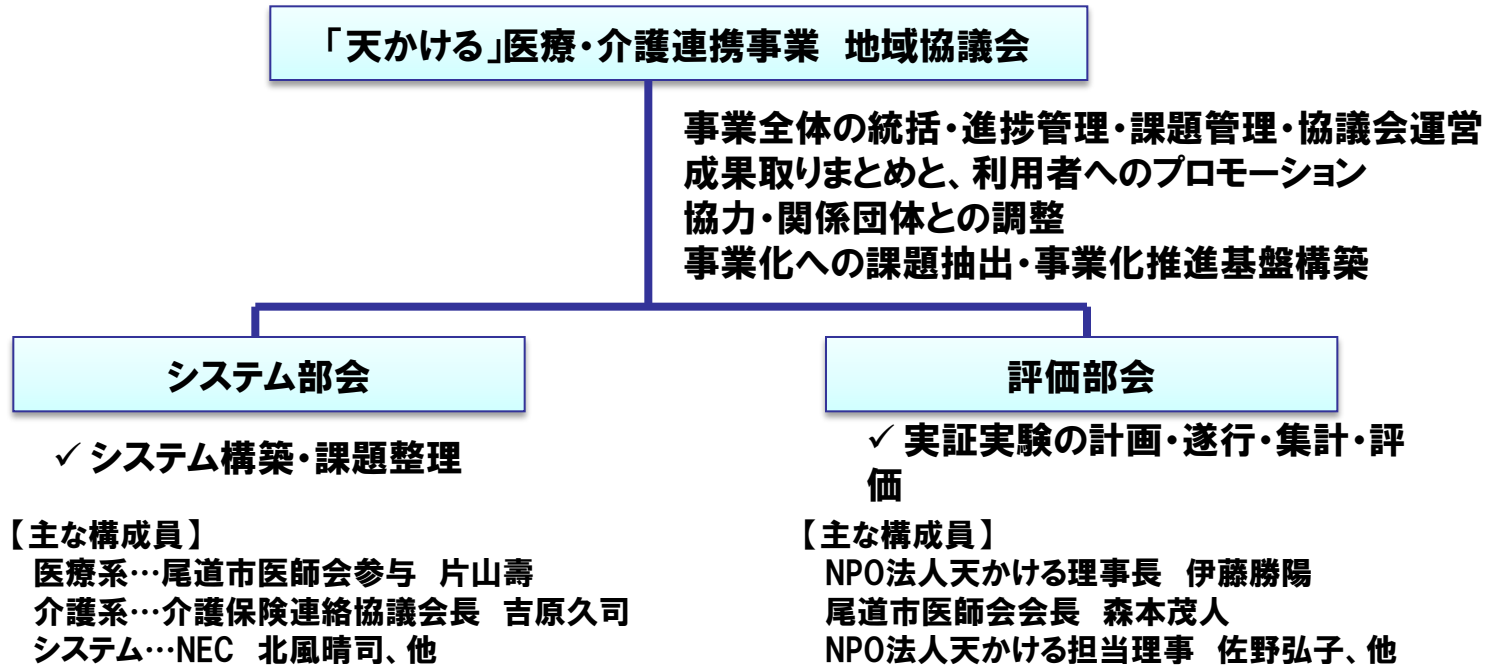 「天かける」医療・介護連携事業　地域協議会
事業全体の統括・進捗管理・課題管理・協議会運営
成果取りまとめと、利用者へのプロモーション
協力・関係団体との調整
事業化への課題抽出・事業化推進基盤構築
システム部会
✓ システム構築・課題整理
【主な構成員】
医療系…尾道市医師会参与　片山壽
介護系…介護保険連絡協議会長　吉原久司
システム…NEC　北風晴司、他
評価部会
✓ 実証実験の計画・遂行・集計・評
価
【主な構成員】
NPO法人天かける理事長　伊藤勝陽
尾道市医師会会長　森本茂人
NPO法人天かける担当理事　佐野弘子、他